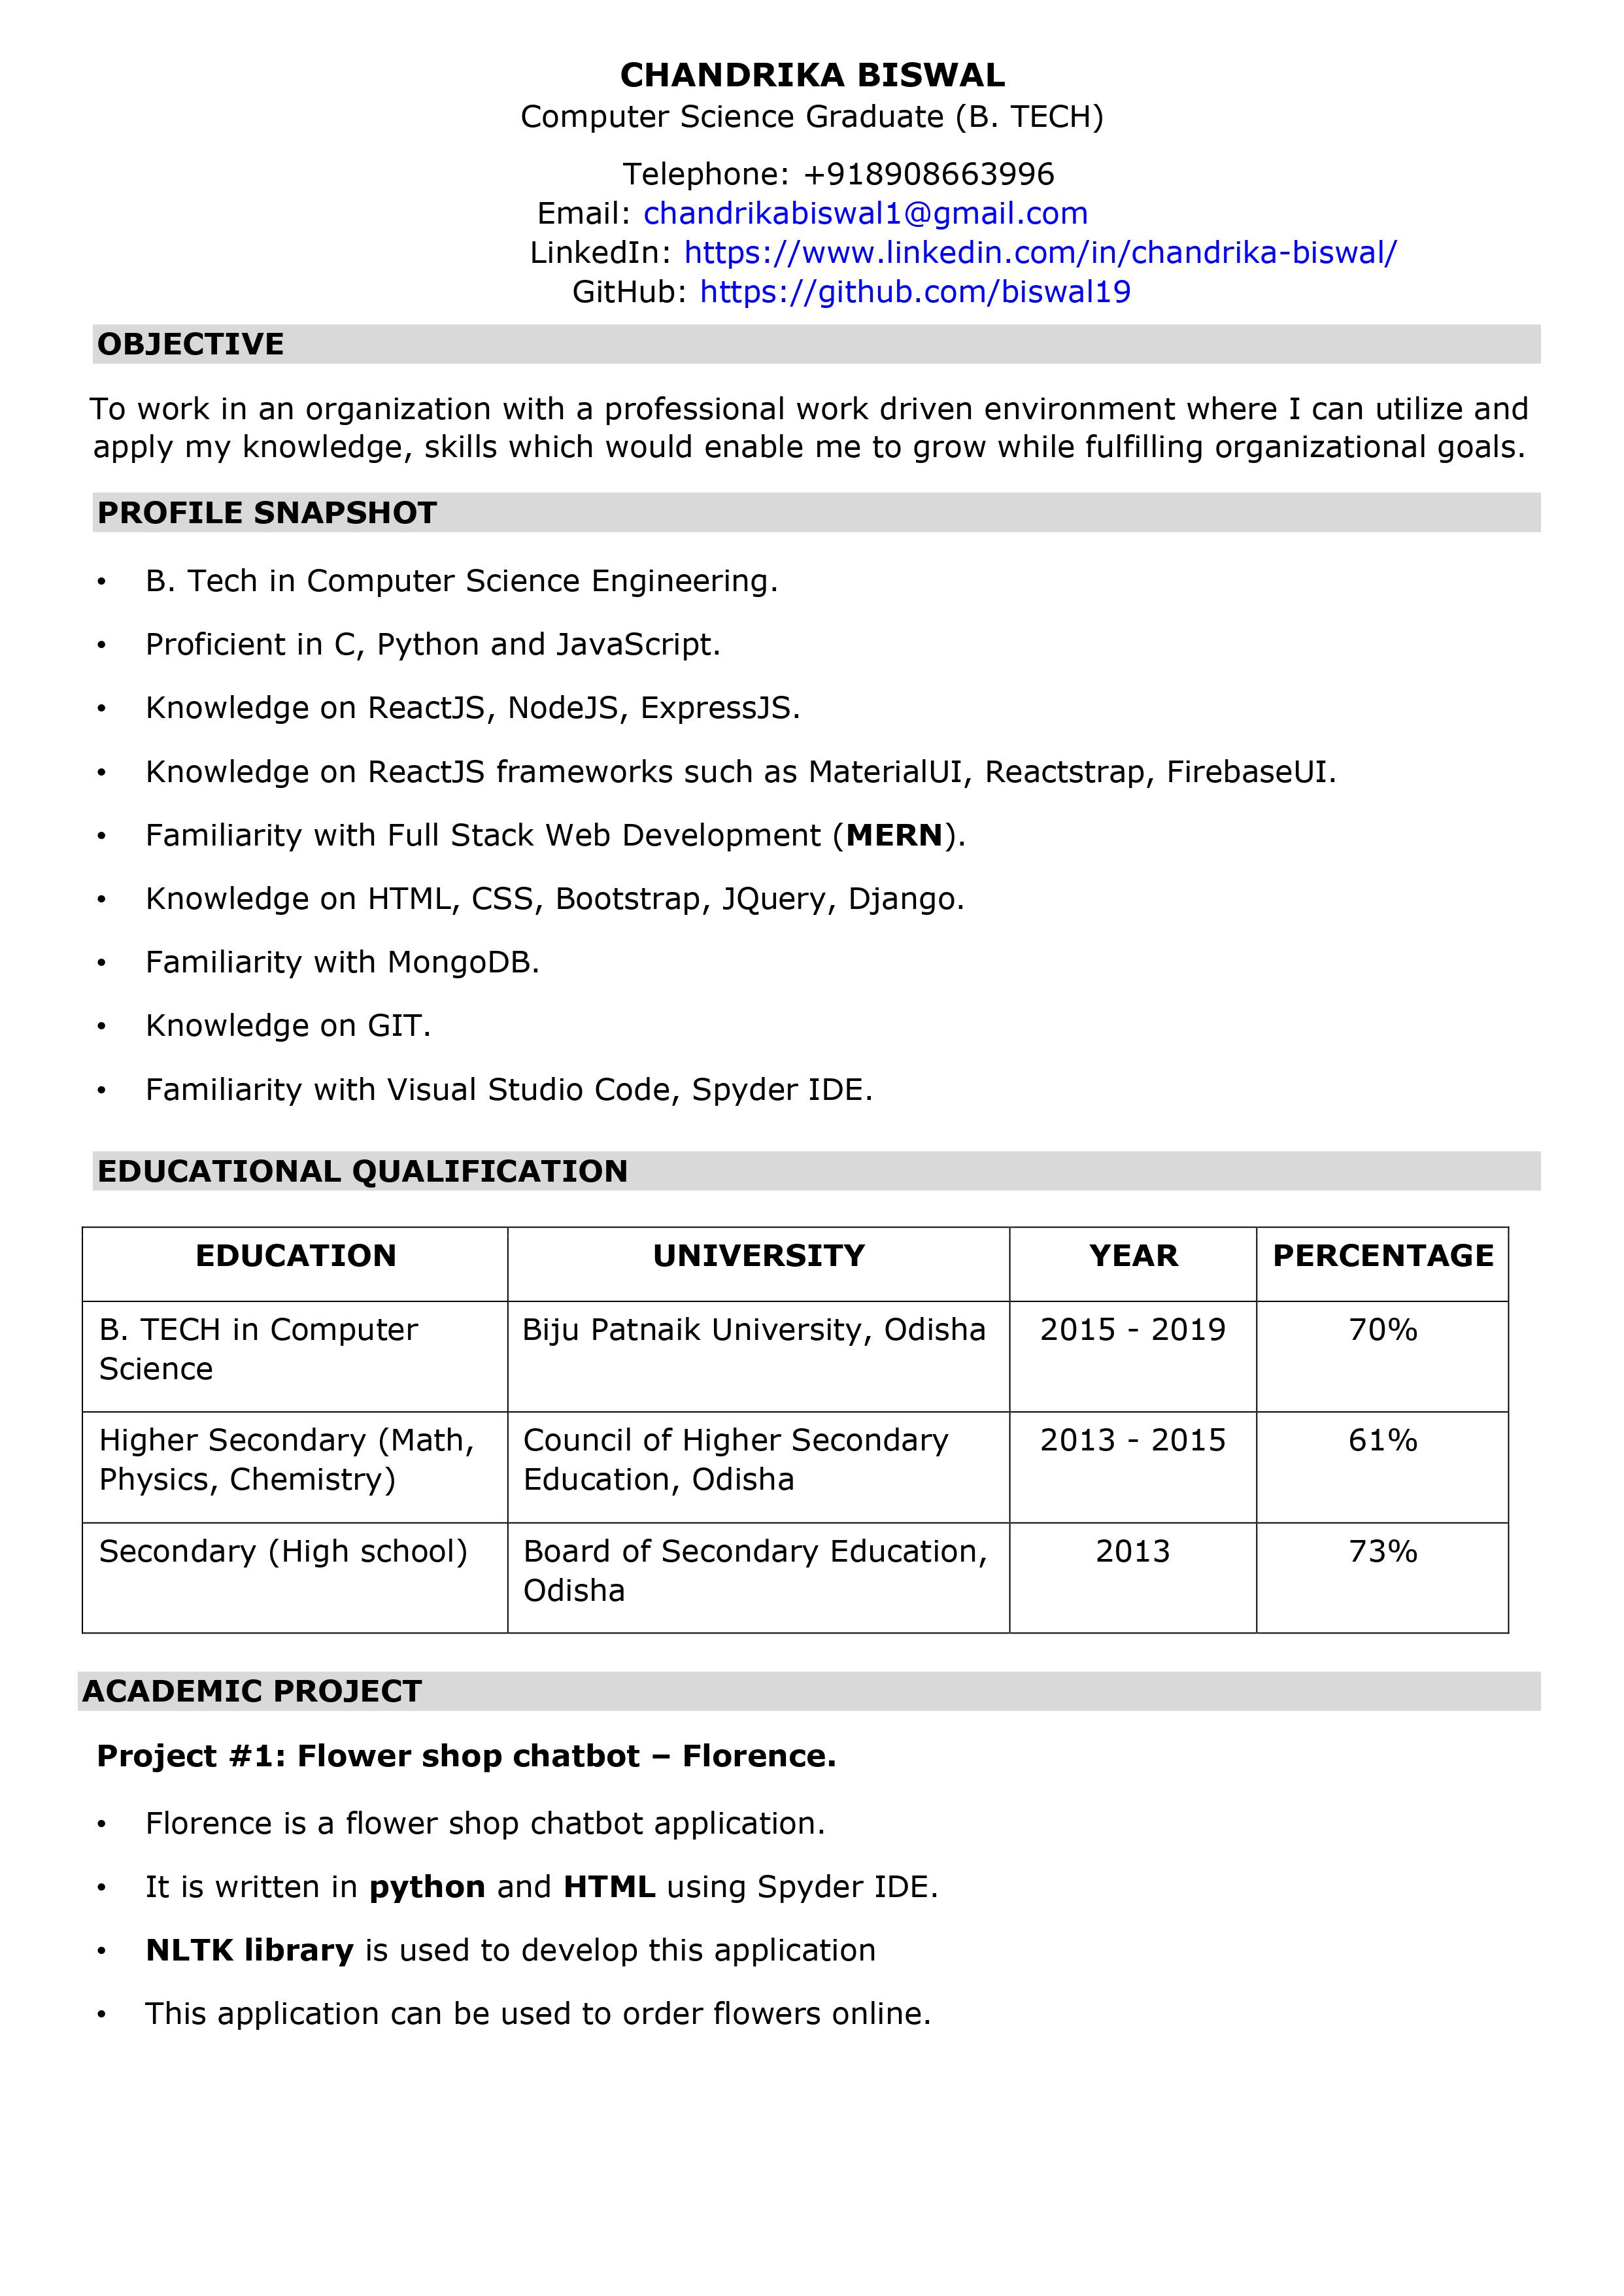 CHANDRIKA BISWAL
Computer Science Graduate (B. TECH)
Telephone: +918908663996
Email: chandrikabiswal1@gmail.com
LinkedIn: https://www.linkedin.com/in/chandrika-biswal/
GitHub: https://github.com/biswal19
OBJECTIVE
To work in an organization with a professional work driven environment where I can utilize and
apply my knowledge, skills which would enable me to grow while fulfilling organizational goals.
PROFILE SNAPSHOT
• B. Tech in Computer Science Engineering.
• Proficient in C, Python and JavaScript.
• Knowledge on ReactJS, NodeJS, ExpressJS.
• Knowledge on ReactJS frameworks such as MaterialUI, Reactstrap, FirebaseUI.
• Familiarity with Full Stack Web Development (MERN).
• Knowledge on HTML, CSS, Bootstrap, JQuery, Django.
• Familiarity with MongoDB.
• Knowledge on GIT.
• Familiarity with Visual Studio Code, Spyder IDE.
EDUCATIONAL QUALIFICATION
EDUCATION UNIVERSITY YEAR PERCENTAGE
B. TECH in Computer Biju Patnaik University, Odisha 2015 - 2019 70%
Science
Higher Secondary (Math, Council of Higher Secondary 2013 - 2015 61%
Physics, Chemistry) Education, Odisha
Secondary (High school) Board of Secondary Education, 2013 73%
Odisha
ACADEMIC PROJECT
Project #1: Flower shop chatbot – Florence.
• Florence is a flower shop chatbot application.
• It is written in python and HTML using Spyder IDE.
• NLTK library is used to develop this application
• This application can be used to order flowers online.